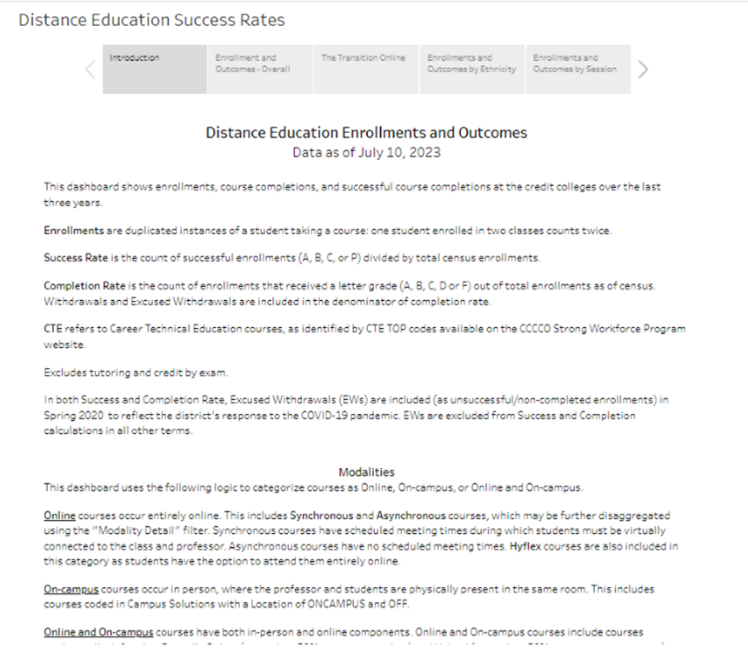 Distance Education Success Rates
Introduction
Enrollment and
Outcomes - Overall
The Transition Online
Enrollments and
Outcomes by Ethnicity
Enrollments and
Outcomes by Session
Distance Education Enrollments and Outcomes
Data as of July 10, 2023
This dashboard shows enrollments, course completions, and successful course completions at the credit colleges over the last
three years.
Enrollments are duplicated instances of a student taking a course: one student enrolled in two classes counts twice.
Success Rate is the count of successful enrollments (A, B, C, or P) divided by total census enrollments.
Completion Rate is the count of enrollments that received a letter grade (A, B, C, D or F) out of total enrollments as of census.
Withdrawals and Excused Withdrawals are included in the denominator of completion rate.
CTE refers to Career Technical Education courses, as identified by CTE TOP codes available on the CCCCO Strong Workforce Program
website.
Excludes tutoring and credit by exam.
In both Success and Completion Rate, Excused Withdrawals (EWs) are included (as unsuccessful/non-completed enrollments) in
Spring 2020 to reflect the district's response to the COVID-19 pandemic. EWs are excluded from Success and Completion
calculations in all other terms.
Modalities
This dashboard uses the following logic to categorize courses as Online, On-campus, or Online and On-campus.
Online courses occur entirely online. This includes Synchronous and Asynchronous courses, which may be further disaggregated
using the "Modality Detail" filter. Synchronous courses have scheduled meeting times during which students must be virtually
connected to the class and professor. Asynchronous courses have no scheduled meeting times. Hyflex courses are also included in
this category as students have the option to attend them entirely online.
On-campus courses occur in person, where the professor and students are physically present in the same room. This includes
courses coded in Campus Solutions with a Location of ONCAMPUS and OFF.
Online and On-campus courses have both in-person and online components. Online and On-campus courses include courses